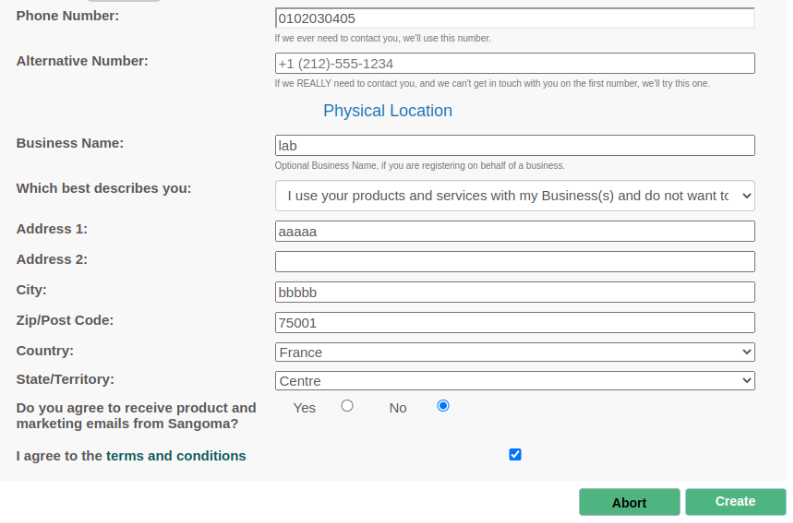 Phone Number:
0102030405
If we ever need to contact you, we'll use this number.
Alternative Number:
+1 (212)-555-1234
If we REALLY need to contact you, and we can't get in touch with you on the first number, we'll try this one.
Physical Location
Business Name:
lab
Optional Business Name, if you are registering on behalf of a business.
Which best describes you:
I use your products and services with my Business(s) and do not want to
Address 1:
aaaaa
Address 2:
City:
bbbbb
Zip/Post Code:
75001
Country:
France
State/Territory:
Centre
Do you agree to receive product and
marketing emails from Sangoma?
Yes
No
I agree to the terms and conditions
Abort
Create